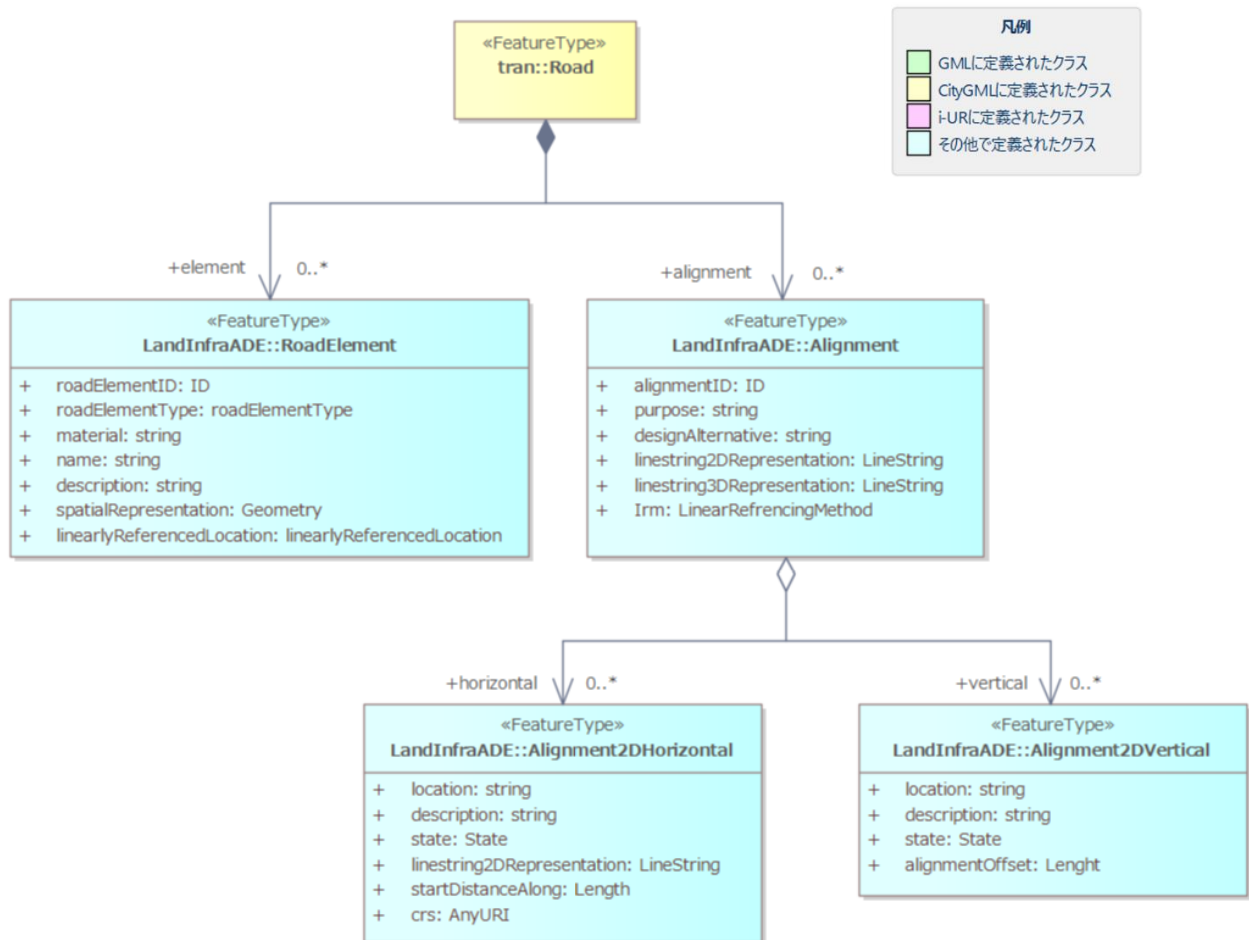 «FeatureType»
tran::Road
凡例
GMLに定義されたクラス
CityGMLに定義されたクラス
i-URに定義されたクラス
その他で定義されたクラス
+element 0..*
+alignment 0..*
«FeatureType»
LandInfraADE::RoadElement
+ roadElementID: ID
+ roadElementType: roadElementType
+ material: string
+ name: string
+ description: string
+ spatialRepresentation: Geometry
+ linearlyReferencedLocation: linearlyReferencedLocation
«FeatureType»
LandInfraADE::Alignment
+ alignmentID: ID
+ purpose: string
+ designAlternative: string
+ linestring2DRepresentation: LineString
+ linestring3DRepresentation: LineString
+ Irm: LinearRefrencingMethod
+horizontal 0..*
+vertical 0..*
«FeatureType»
LandInfraADE::Alignment2DHorizontal
+ location: string
+ description: string
+ state: State
+ linestring2DRepresentation: LineString
+ startDistanceAlong: Length
+ crs: AnyURI
«FeatureType»
LandInfraADE::Alignment2DVertical
+ location: string
+ description: string
+ state: State
+ alignmentOffset: Lenght